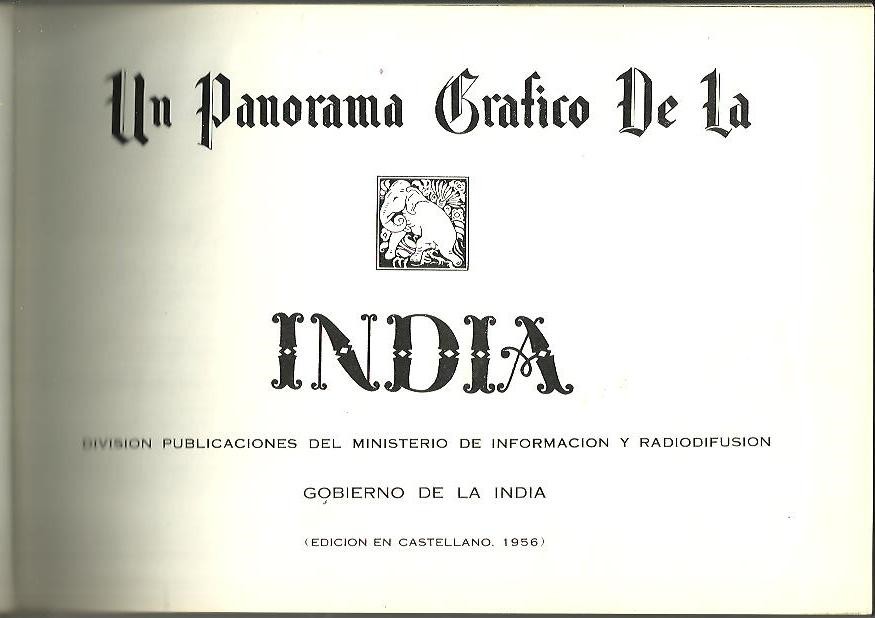 Un Panorama Grafico De La
INDIA
DIVISION PUBLICACIONES DEL MINISTERIO DE INFORMACION Y RADIODIFUSION
GOBIERNO DE LA INDIA
(EDICION EN CASTELLANO. 1956)